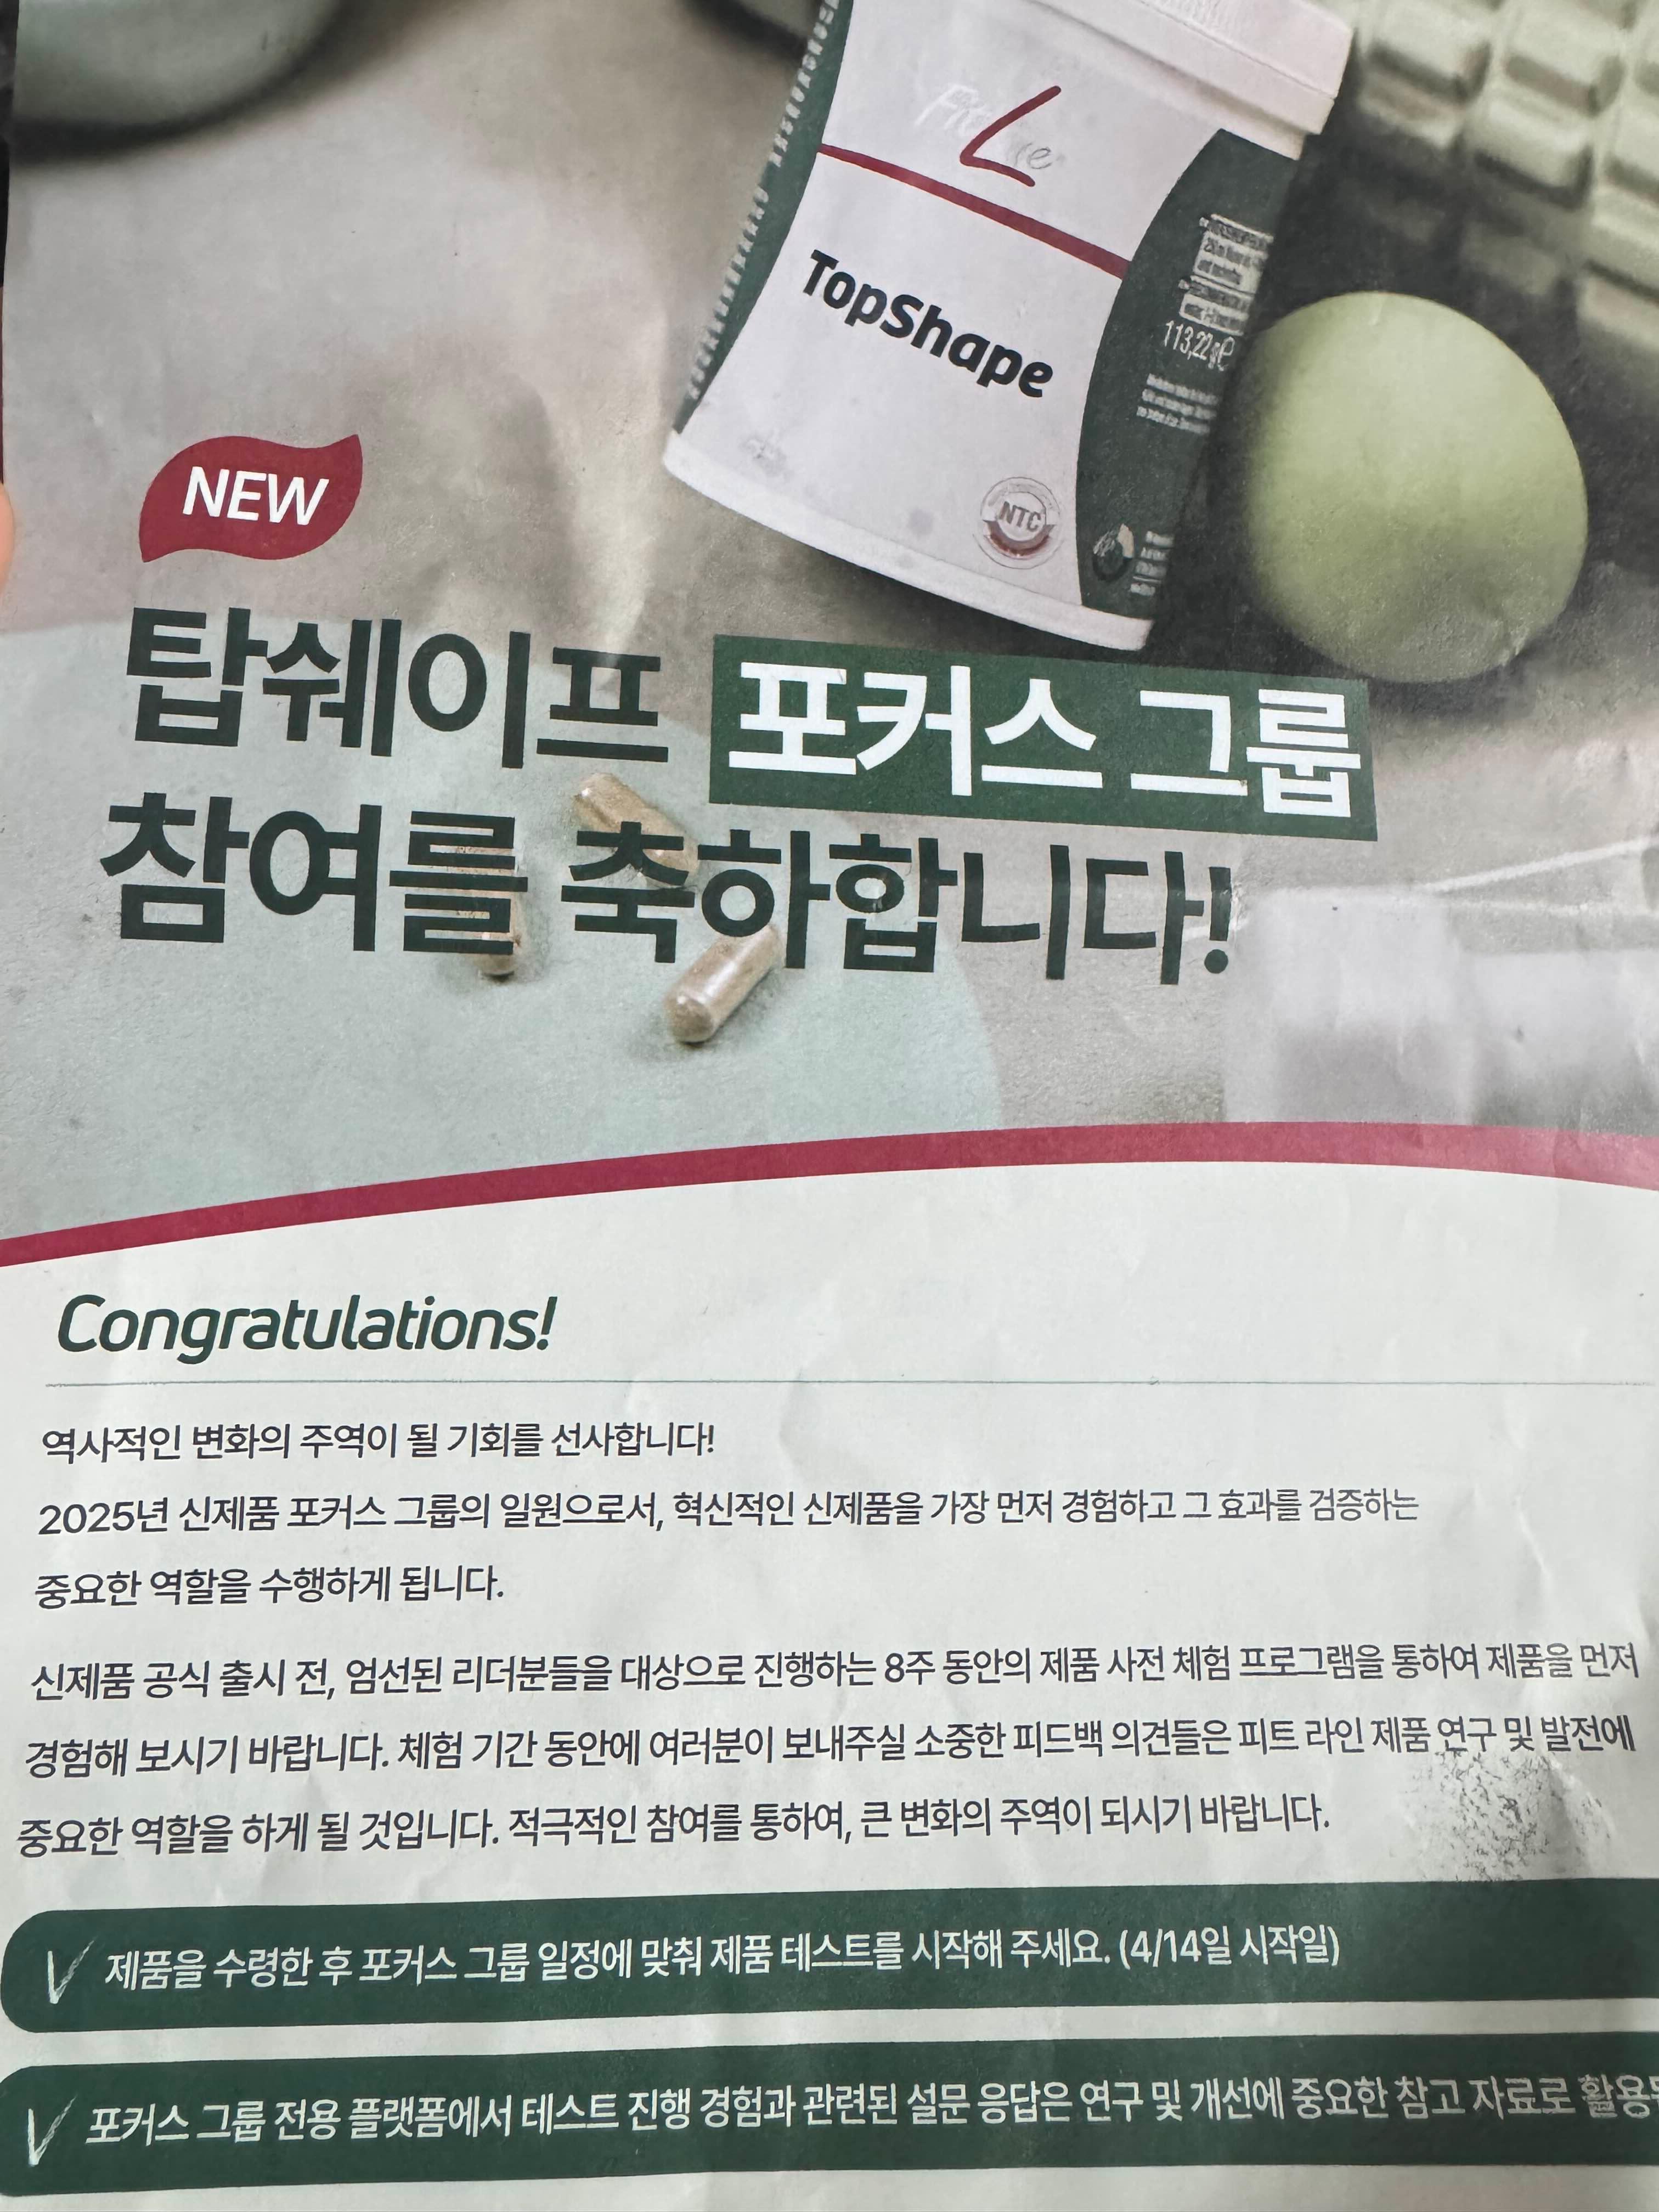 FitLine
TopShape
113,22 g e
NTC
NEW
탑쉐이프 포커스 그룹
참여를 축하합니다!
Congratulations!
역사적인 변화의 주역이 될 기회를 선사합니다!
2025년 신제품 포커스 그룹의 일원으로서, 혁신적인 신제품을 가장 먼저 경험하고 그 효과를 검증하는
중요한 역할을 수행하게 됩니다.
신제품 공식 출시 전, 엄선된 리더분들을 대상으로 진행하는 8주 동안의 제품 사전 체험 프로그램을 통하여 제품을 먼저
경험해 보시기 바랍니다. 체험 기간 동안에 여러분이 보내주실 소중한 피드백 의견들은 피트 라인 제품 연구 및 발전에
중요한 역할을 하게 될 것입니다. 적극적인 참여를 통하여, 큰 변화의 주역이 되시기 바랍니다.
제품을 수령한 후 포커스 그룹 일정에 맞춰 제품 테스트를 시작해 주세요. (4/14일 시작일)
포커스 그룹 전용 플랫폼에서 테스트 진행 경험과 관련된 설문 응답은 연구 및 개선에 중요한 참고 자료로 활용